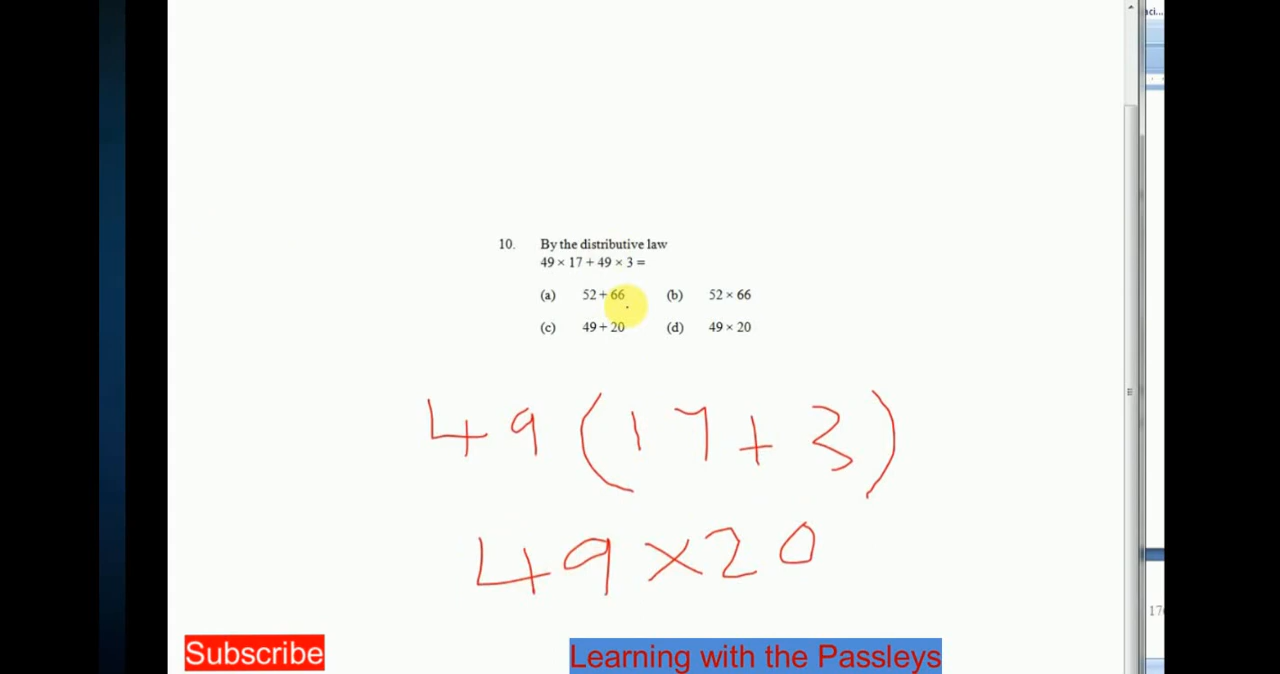 aci...
10. By the distributive law
49 × 17 + 49 × 3 =
(a) 52 + 66 (b) 52 × 66
(c) 49 + 20 (d) 49 × 20
49 (17 + 3)
49 × 20
Subscribe
Learning with the Passleys